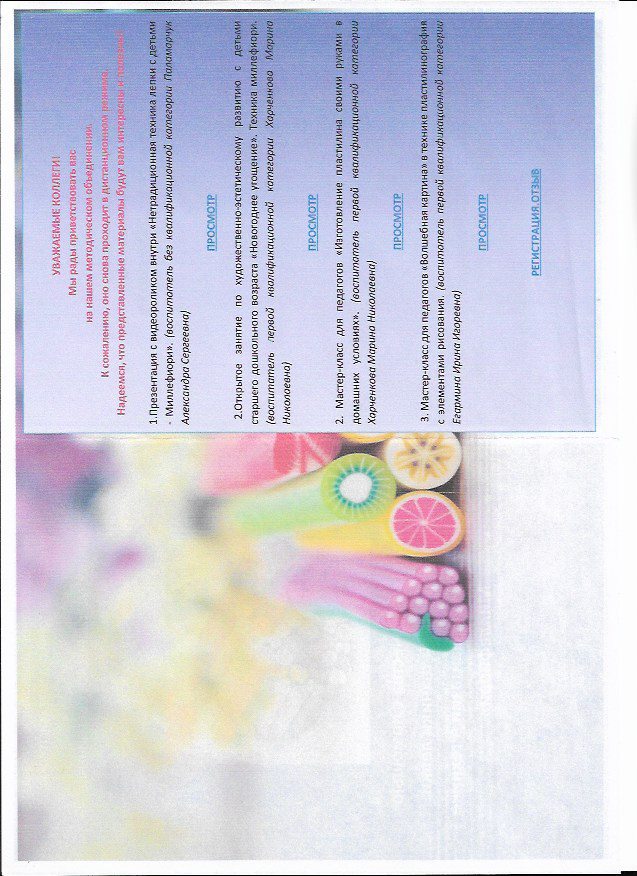 УВАЖАЕМЫЕ КОЛЛЕГИ!
Мы рады приветствовать вас
на нашем методическом объединении.
К сожалению, оно снова проходит в дистанционном режиме.
Надеемся, что представленные материалы будут вам интересны и
1.Презентация с видеороликом внутри «Нетрадиционная техника лепки с детьми
- Миллефиори». (воспитатель без квалификационной категории Паламарчук
Александра Сергеевна)
ПРОСМОТР
2.Открытое занятие по художественно-эстетическому развитию с детьми
старшего дошкольного возраста «Новогоднее угощение». Техника миллефиори.
(воспитатель первой квалификационной категории Харченкова Марина
Николаевна)
ПРОСМОТР
2. Мастер-класс для педагогов «Изготовление пластилина своими руками в
домашних условиях». (воспитатель первой квалификационной категории
Харченкова Марина Николаевна)
ПРОСМОТР
3. Мастер-класс для педагогов «Волшебная картина» в технике пластилинография
с элементами рисования. (воспитатель первой квалификационной категории
Егармина Ирина Игоревна)
ПРОСМОТР
РЕГИСТРАЦИЯ.ОТЗЫВ